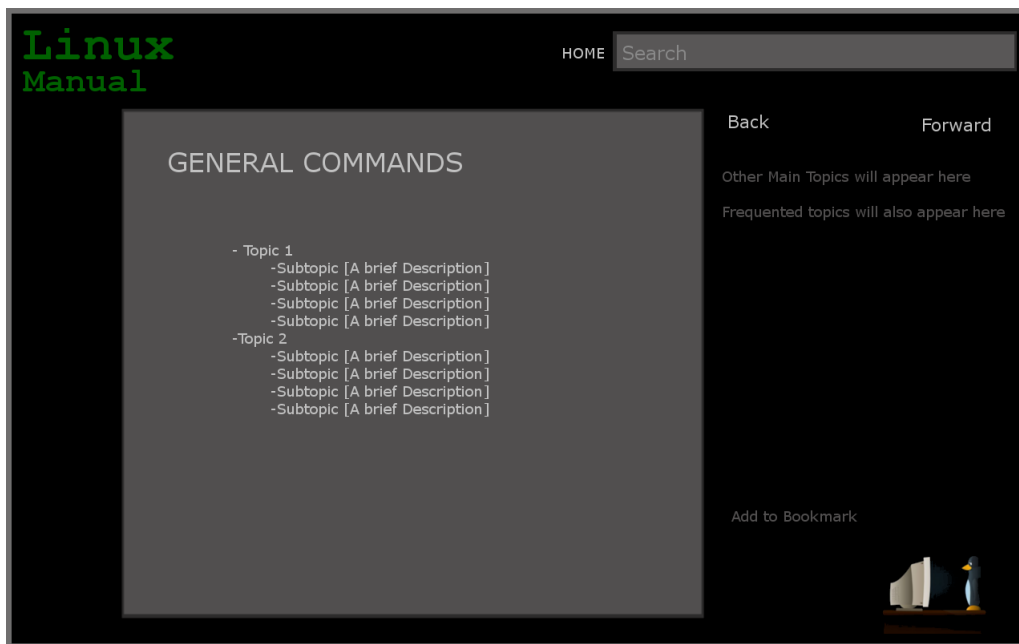 Linux
Manual
HOME
Search
Back
Forward
GENERAL COMMANDS
Other Main Topics will appear here
Frequented topics will also appear here
- Topic 1
-Subtopic [A brief Description]
-Subtopic [A brief Description]
-Subtopic [A brief Description]
-Subtopic [A brief Description]
-Topic 2
-Subtopic [A brief Description]
-Subtopic [A brief Description]
-Subtopic [A brief Description]
-Subtopic [A brief Description]
Add to Bookmark